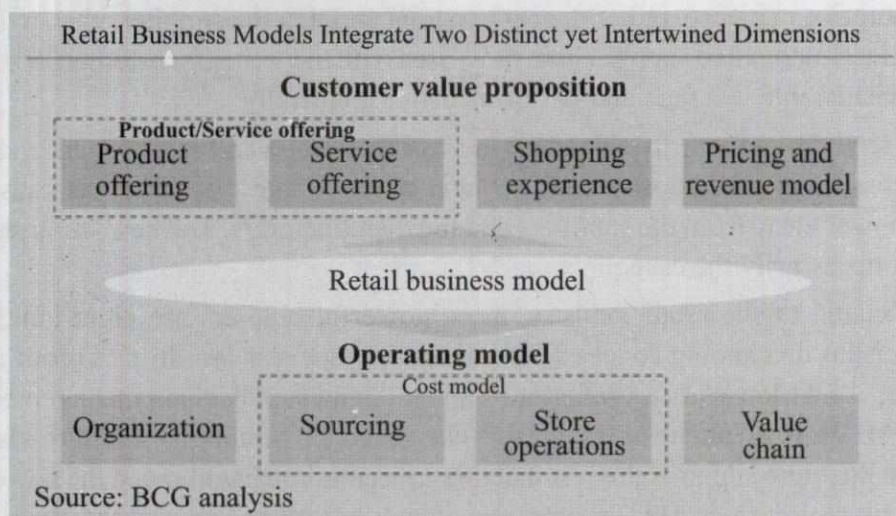 Retail Business Models Integrate Two Distinct yet Intertwined Dimensions
Customer value proposition
Product/Service offering
Product offering
Service offering
Shopping experience
Pricing and revenue model
Retail business model
Operating model
Cost model
Organization
Sourcing
Store operations
Value chain
Source: BCG analysis